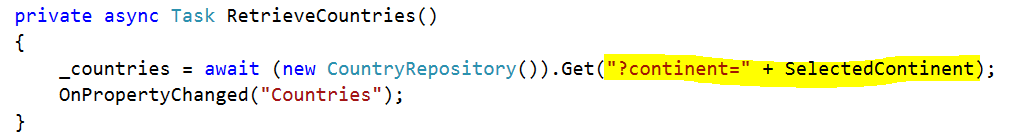 private async Task RetrieveCountries()
{
    _countries = await (new CountryRepository()).Get("?continent=" + SelectedContinent);
    OnPropertyChanged("Countries");
}